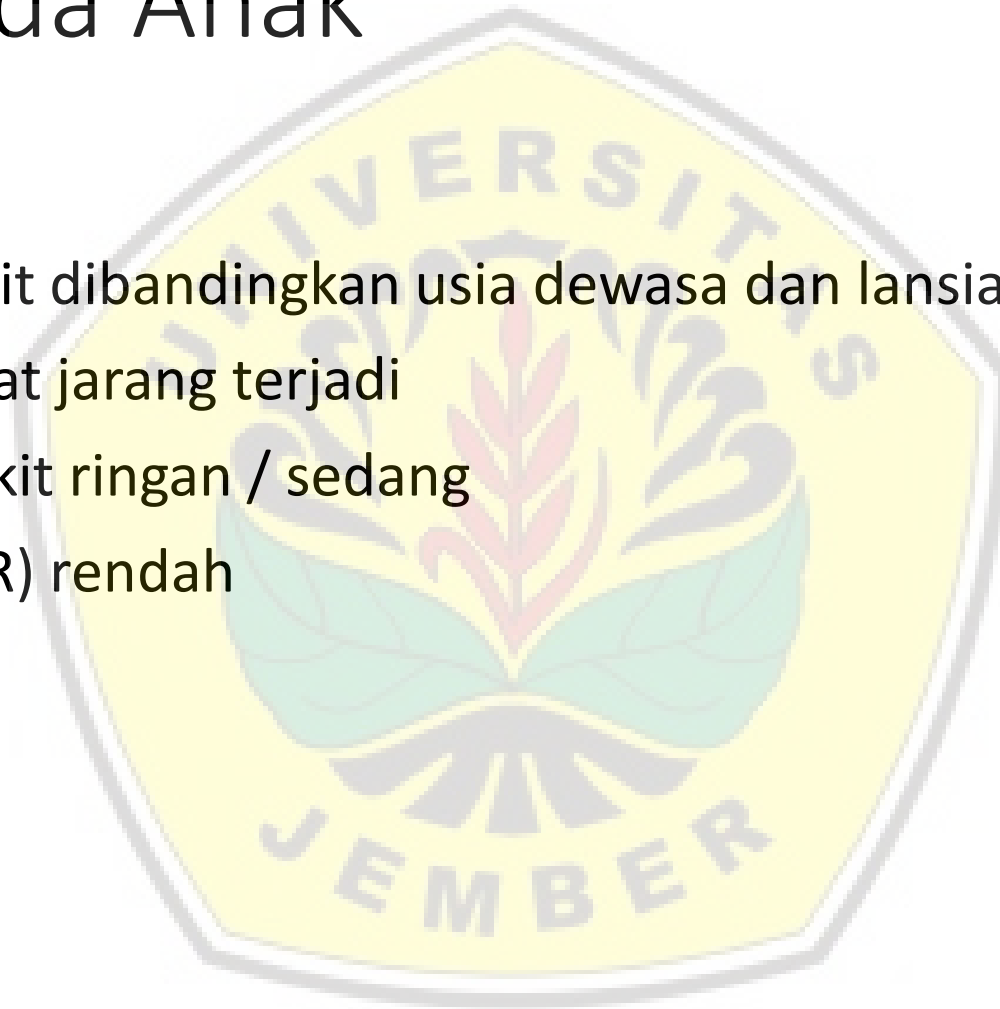 da Anak
UNIVERSITAS
it dibandingkan usia dewasa dan lansia
at jarang terjadi
kit ringan / sedang
R) rendah
JEMBER